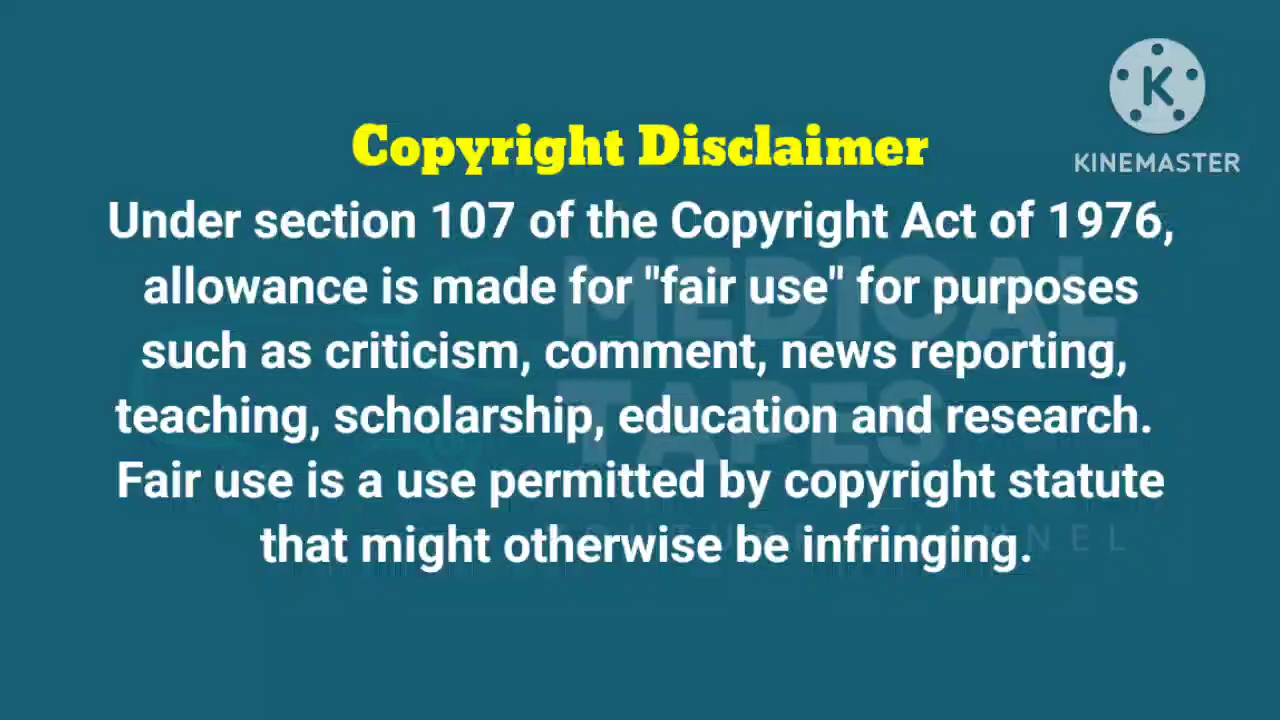 Copyright Disclaimer
KINEMASTER
Under section 107 of the Copyright Act of 1976,
allowance is made for "fair use" for purposes
such as criticism, comment, news reporting,
teaching, scholarship, education and research.
Fair use is a use permitted by copyright statute
that might otherwise be infringing.
MEDICAL
TAPES